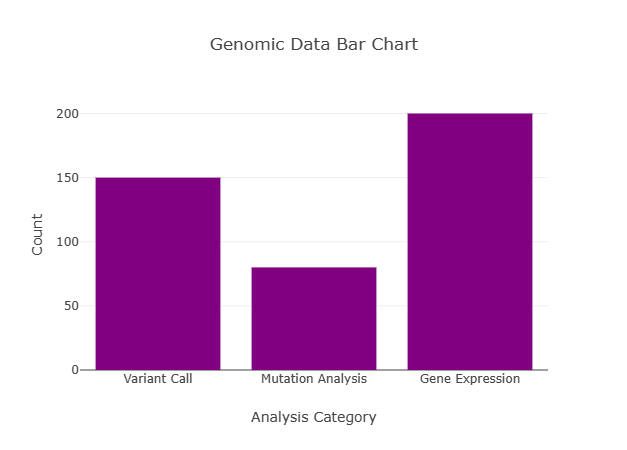 Genomic Data Bar Chart
200
150
100
50
0
Count
Variant Call
Mutation Analysis
Gene Expression
Analysis Category